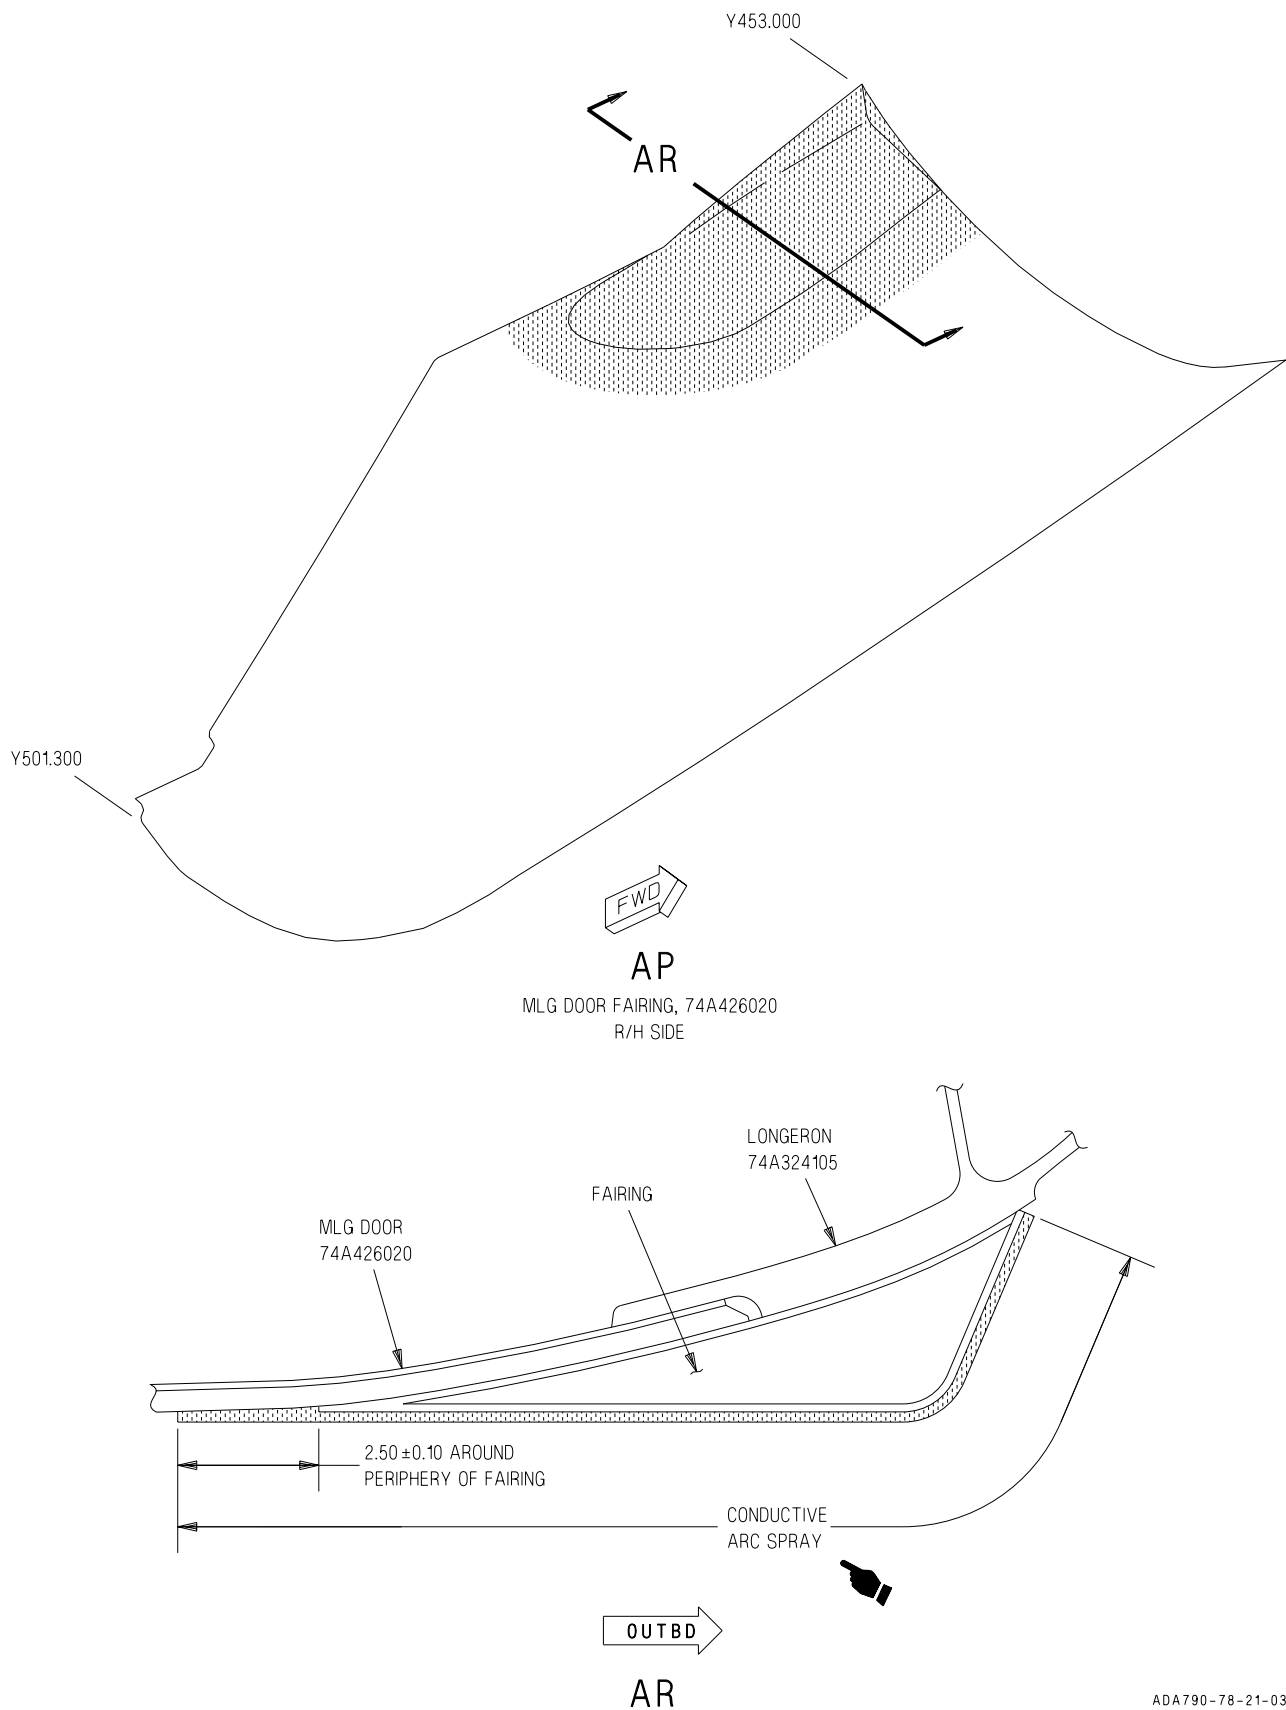 Y453.000
AR
Y501.300
FWD
AP
MLG DOOR FAIRING, 74A426020
R/H SIDE
LONGERON
74A324105
FAIRING
MLG DOOR
74A426020
2.50±0.10 AROUND
PERIPHERY OF FAIRING
CONDUCTIVE
ARC SPRAY
OUTBD
AR
ADA790-78-21-03